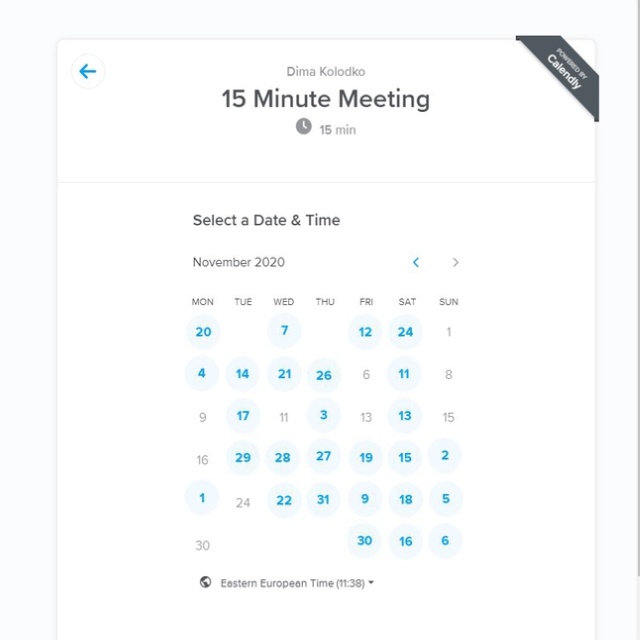 POWERED BY
Calendly
Dima Kolodko
15 Minute Meeting
15 min
Select a Date & Time
November 2020
MON TUE WED THU FRI SAT SUN
20 7 12 24 1
4 14 21 26 6 11 8
9 17 11 3 13 13 15
16 29 28 27 19 15 2
1 24 22 31 9 18 5
30 30 16 6
Eastern European Time (11:38)